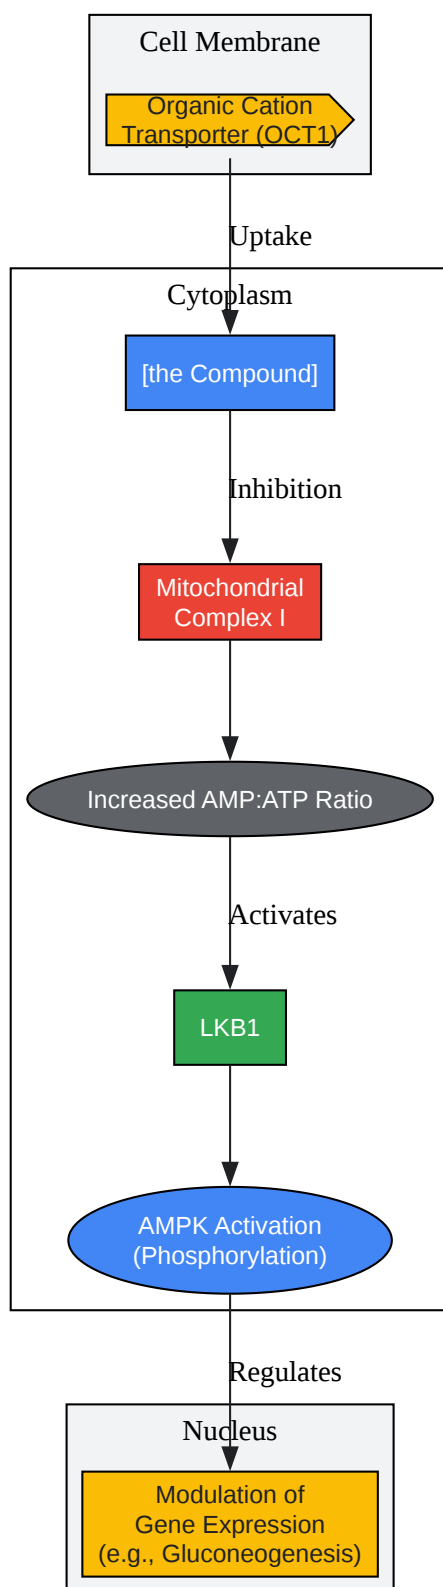 Cell Membrane
Organic Cation
Transporter (OCT1)
Uptake
Cytoplasm
[the Compound]
Inhibition
Mitochondrial
Complex I
Increased AMP:ATP Ratio
Activates
LKB1
AMPK Activation
(Phosphorylation)
Regulates
Nucleus
Modulation of
Gene Expression
(e.g., Gluconeogenesis)